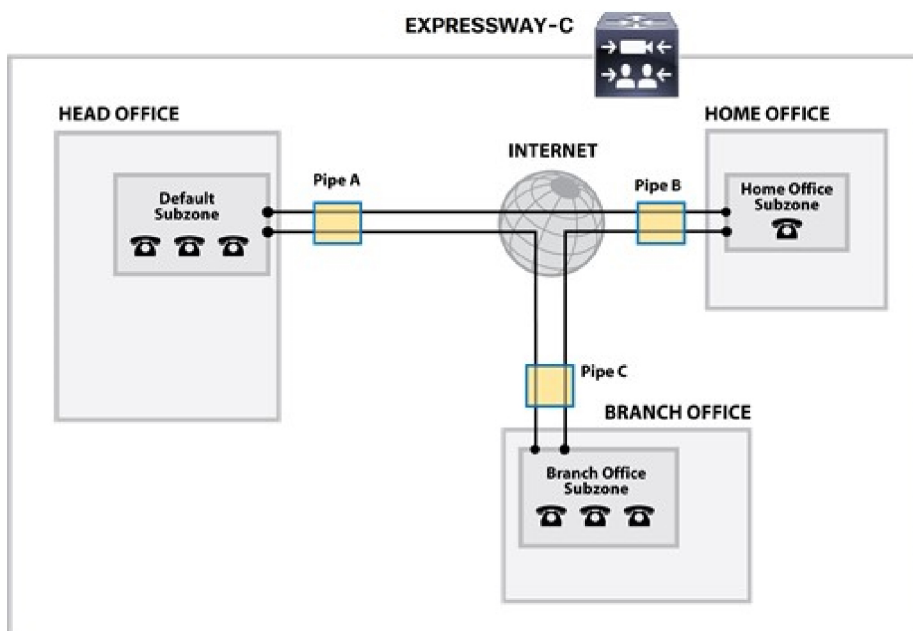 EXPRESSWAY-C
HEAD OFFICE
HOME OFFICE
INTERNET
Pipe A
Pipe B
Default
Subzone
Home Office
Subzone
Pipe C
BRANCH OFFICE
Branch Office
Subzone